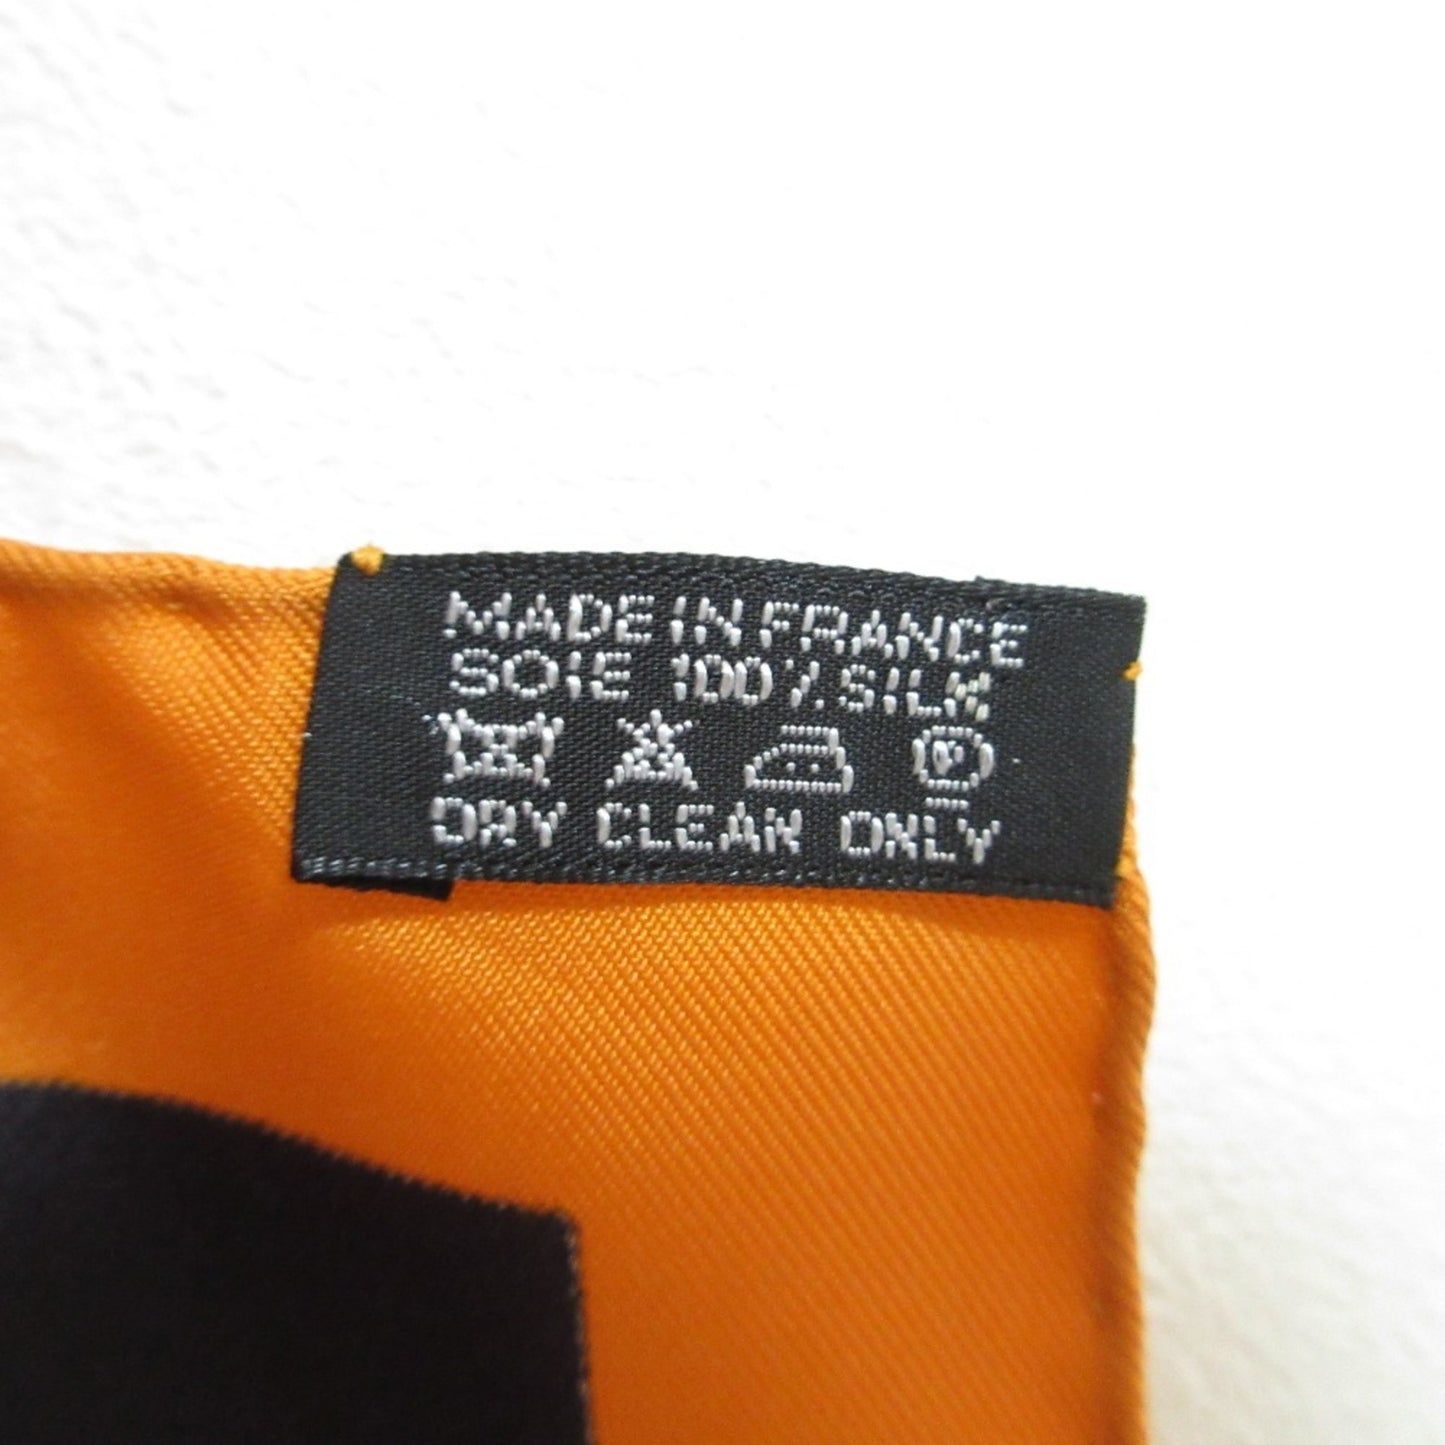 MADE IN FRANCE
SOIE 100% SILK
P
DRY CLEAN ONLY